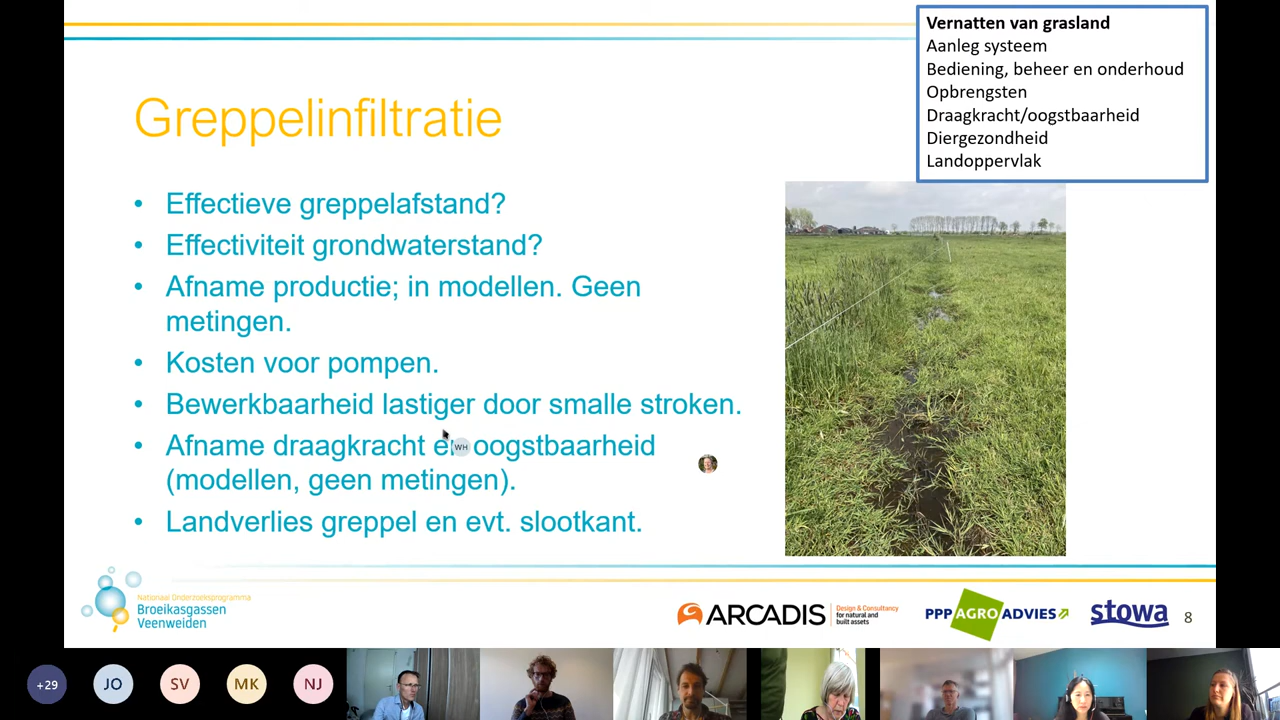 Vernatten van grasland
Aanleg systeem
Bediening, beheer en onderhoud
Opbrengsten
Draagkracht/oogstbaarheid
Diergezondheid
Landoppervlak
Greppelinfiltratie
• Effectieve greppelafstand?
• Effectiviteit grondwaterstand?
• Afname productie; in modellen. Geen
metingen.
• Kosten voor pompen.
• Bewerkbaarheid lastiger door smalle stroken.
• Afname draagkracht en oogstbaarheid
WH
(modellen, geen metingen).
• Landverlies greppel en evt. slootkant.
Nationaal Onderzoeksprogramma
Broeikasgassen
Veenweiden
ARCADIS
Design & Consultancy
for natural and
built assets
PPP AGRO ADVIES
stowa
8
+29
JO
SV
MK
NJ